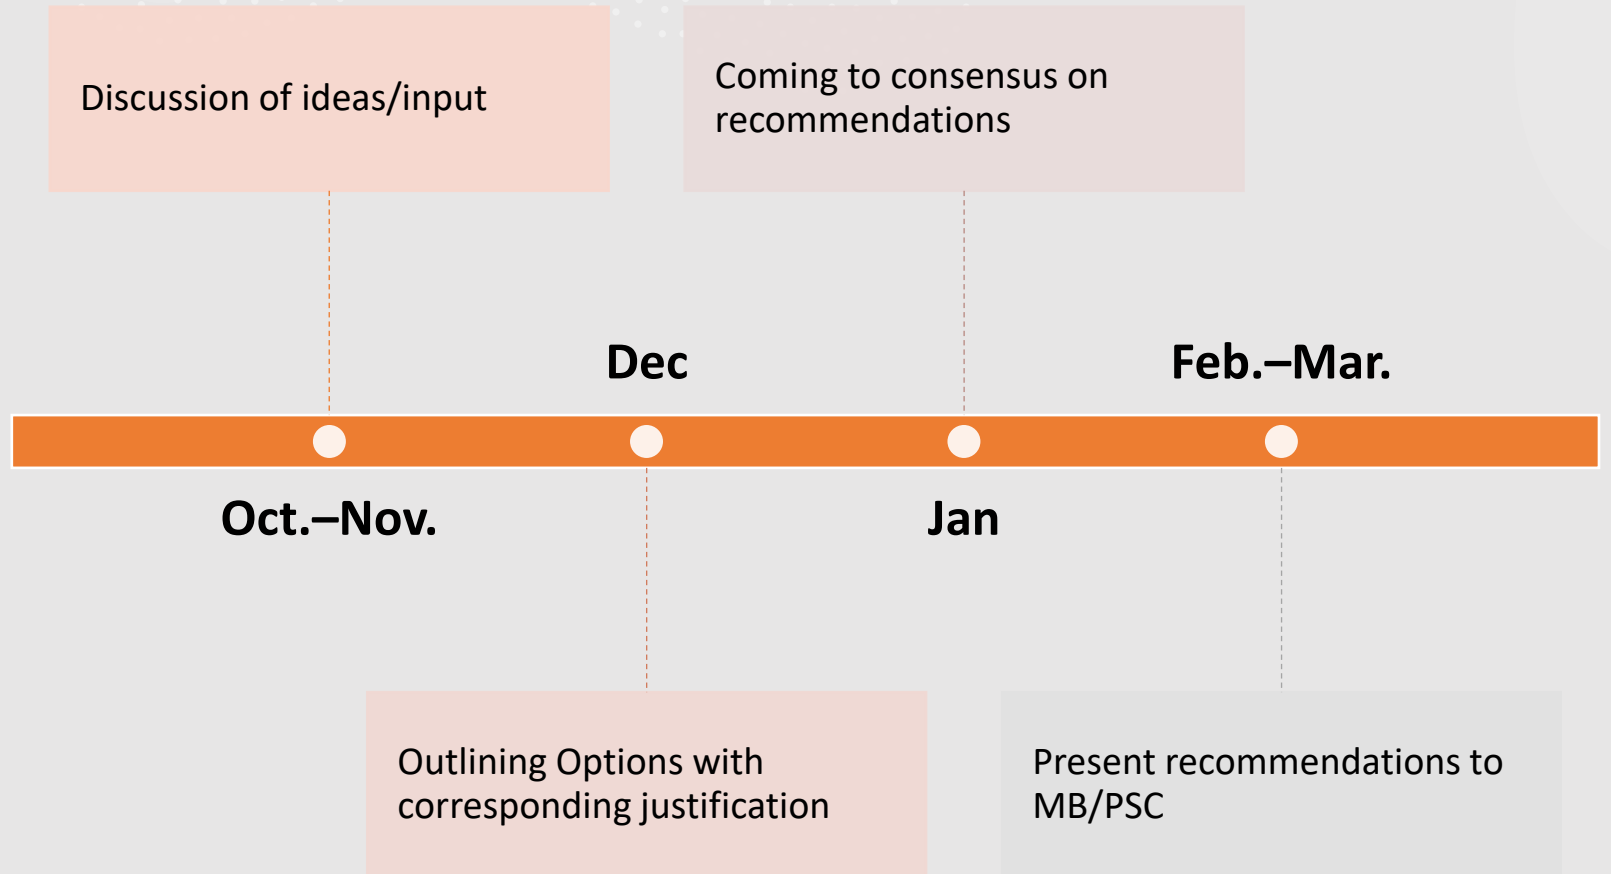 Discussion of ideas/input
Coming to consensus on
recommendations
Dec
Feb.–Mar.
Oct.–Nov.
Jan
Outlining Options with
corresponding justification
Present recommendations to
MB/PSC